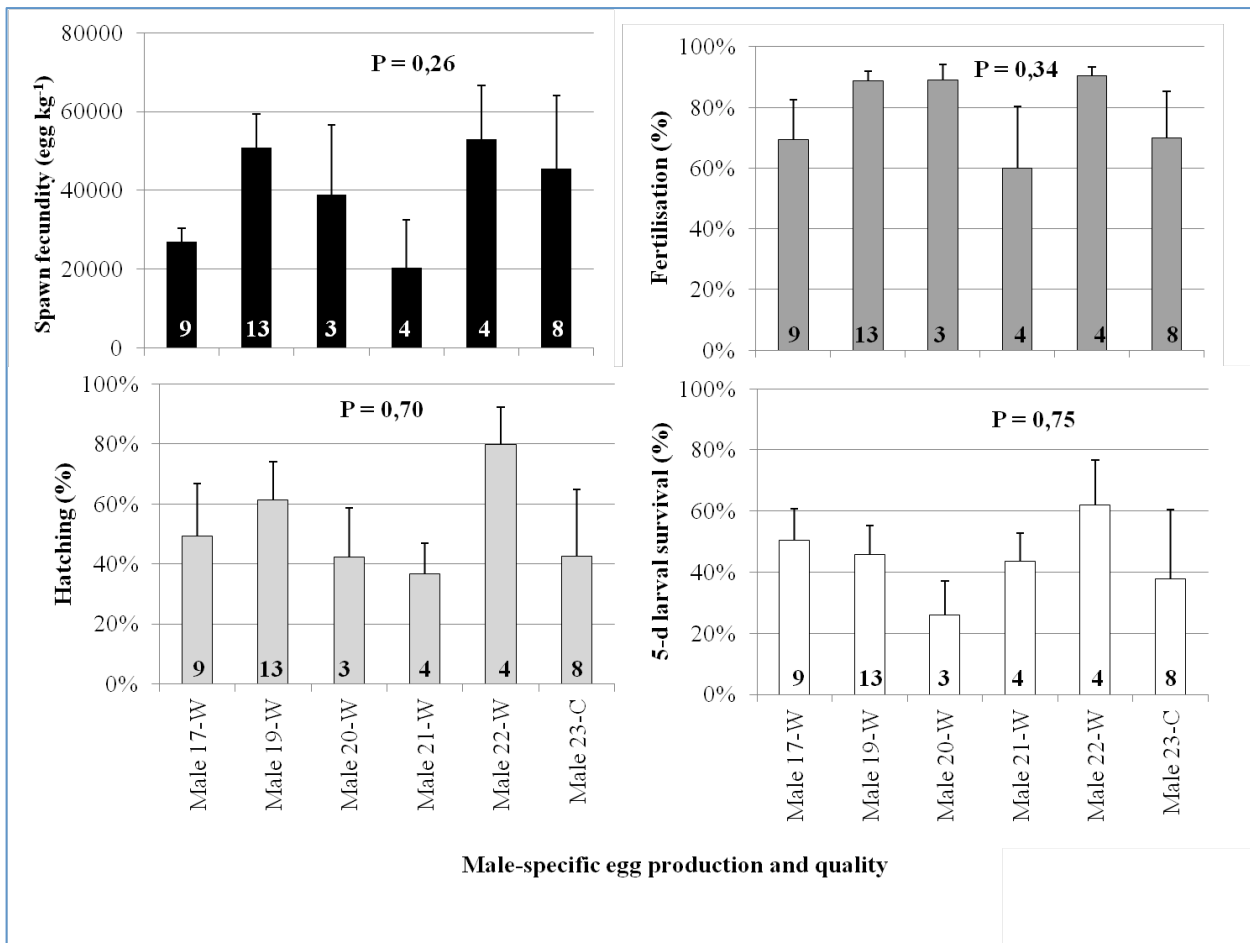 80000
60000
40000
20000
0
Spawn fecundity (egg kg⁻¹)
P = 0,26
9 13 3 4 4 8
100%
80%
60%
40%
20%
0%
Fertilisation (%)
P = 0,34
9 13 3 4 4 8
100%
80%
60%
40%
20%
0%
Hatching (%)
P = 0,70
9 13 3 4 4 8
Male 17-W
Male 19-W
Male 20-W
Male 21-W
Male 22-W
Male 23-C
100%
80%
60%
40%
20%
0%
5-d larval survival (%)
P = 0,75
9 13 3 4 4 8
Male 17-W
Male 19-W
Male 20-W
Male 21-W
Male 22-W
Male 23-C
Male-specific egg production and quality